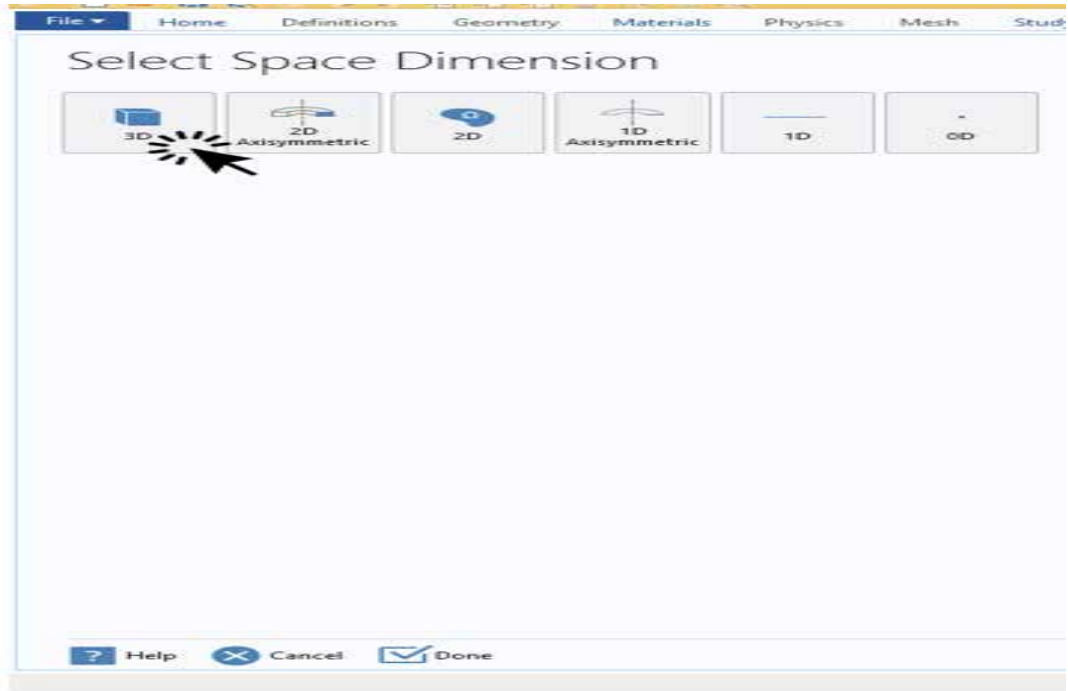 File Home Definitions Geometry Materials Physics Mesh Study
Select Space Dimension
3D 2D Axisymmetric 2D 1D Axisymmetric 1D 0D
? Help Cancel Done